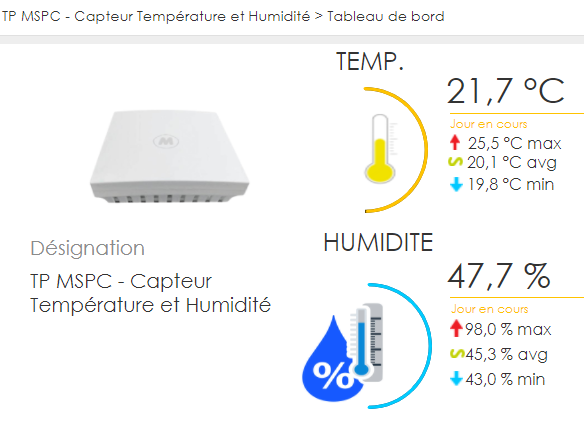 TP MSPC - Capteur Température et Humidité > Tableau de bord
TEMP.
21,7 °C
Jour en cours
25,5 °C max
20,1 °C avg
19,8 °C min
M
Désignation
TP MSPC - Capteur
Température et Humidité
HUMIDITE
47,7 %
Jour en cours
98,0 % max
45,3 % avg
43,0 % min
%